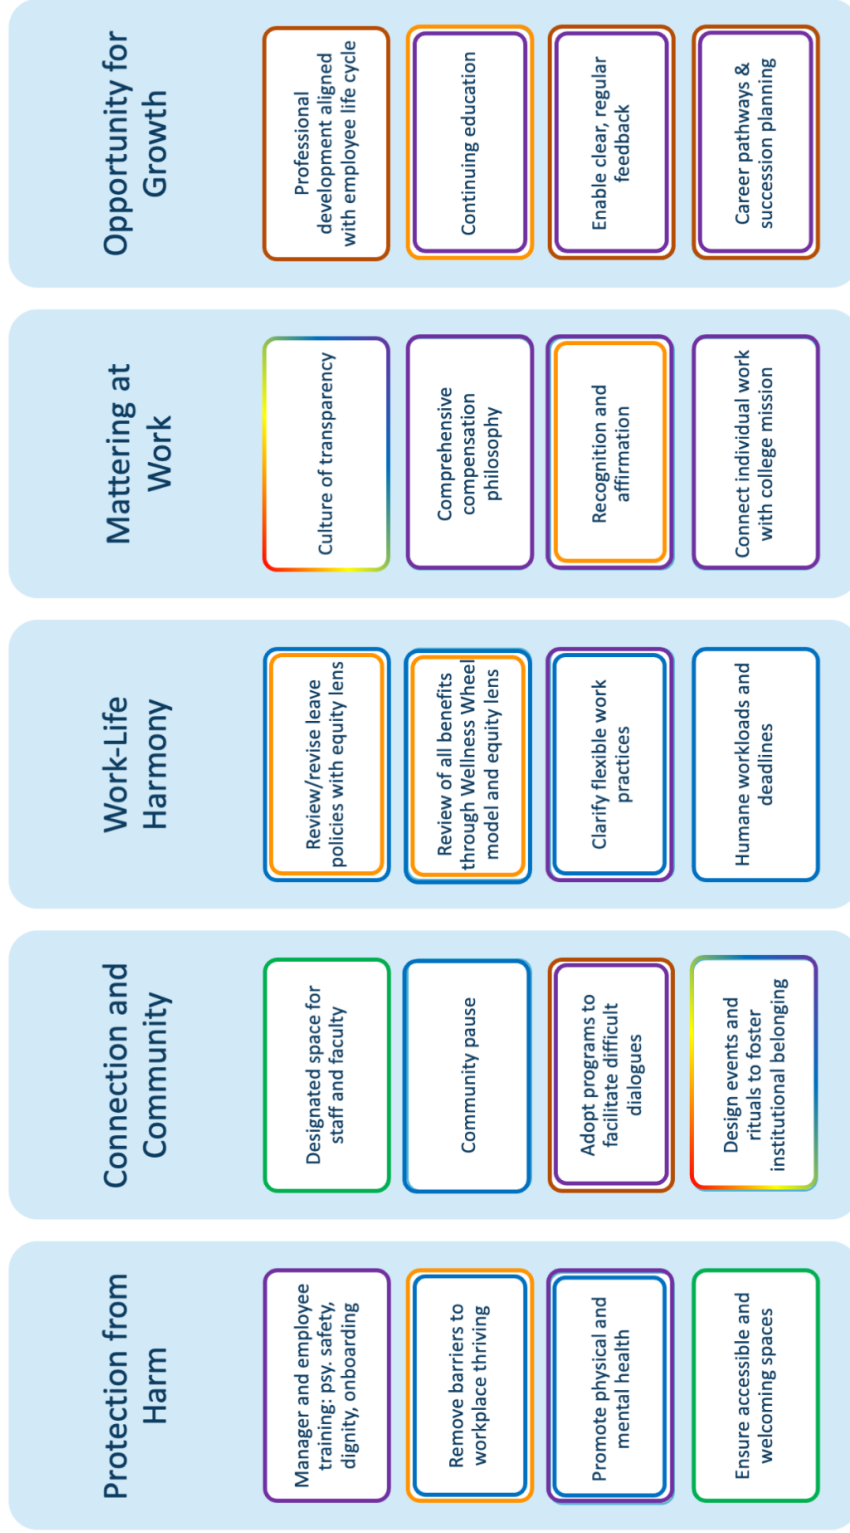 Protection from
Harm
Manager and employee
training: psy. safety,
dignity, onboarding
Remove barriers to
workplace thriving
Promote physical and
mental health
Ensure accessible and
welcoming spaces
Connection and
Community
Designated space for
staff and faculty
Community pause
Adopt programs to
facilitate difficult
dialogues
Design events and
rituals to foster
institutional belonging
Work-Life
Harmony
Review/revise leave
policies with equity lens
Review of all benefits
through Wellness Wheel
model and equity lens
Clarify flexible work
practices
Humane workloads and
deadlines
Mattering at
Work
Culture of transparency
Comprehensive
compensation
philosophy
Recognition and
affirmation
Connect individual work
with college mission
Opportunity for
Growth
Professional
development aligned
with employee life cycle
Continuing education
Enable clear, regular
feedback
Career pathways &
succession planning